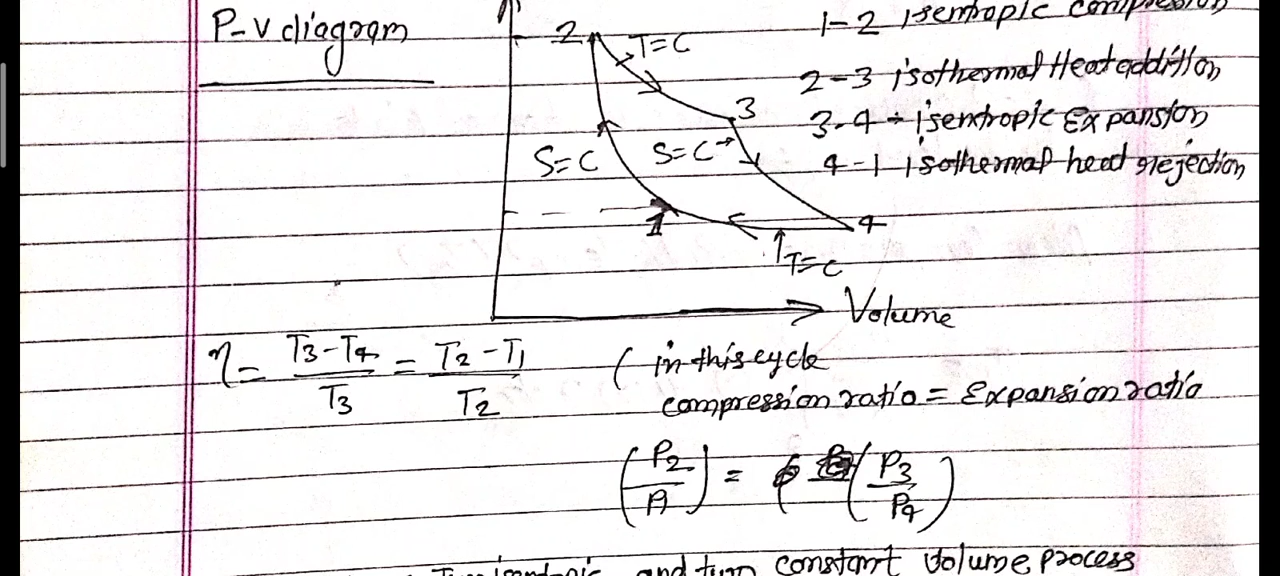 P-V diagram
1-2 isentropic compression
2
T=C
2-3 isothermal Heat addition
3
3-4 → isentropic Expansion
S=C
S=C
4-1 isothermal head rejection
1
4
T=C
Volume
η= T3-T4 / T3 = T2-T1 / T2 ( in this cycle
compression ratio = Expansion ratio
(P2/P1) = (P3/P4)
and two constant volume process